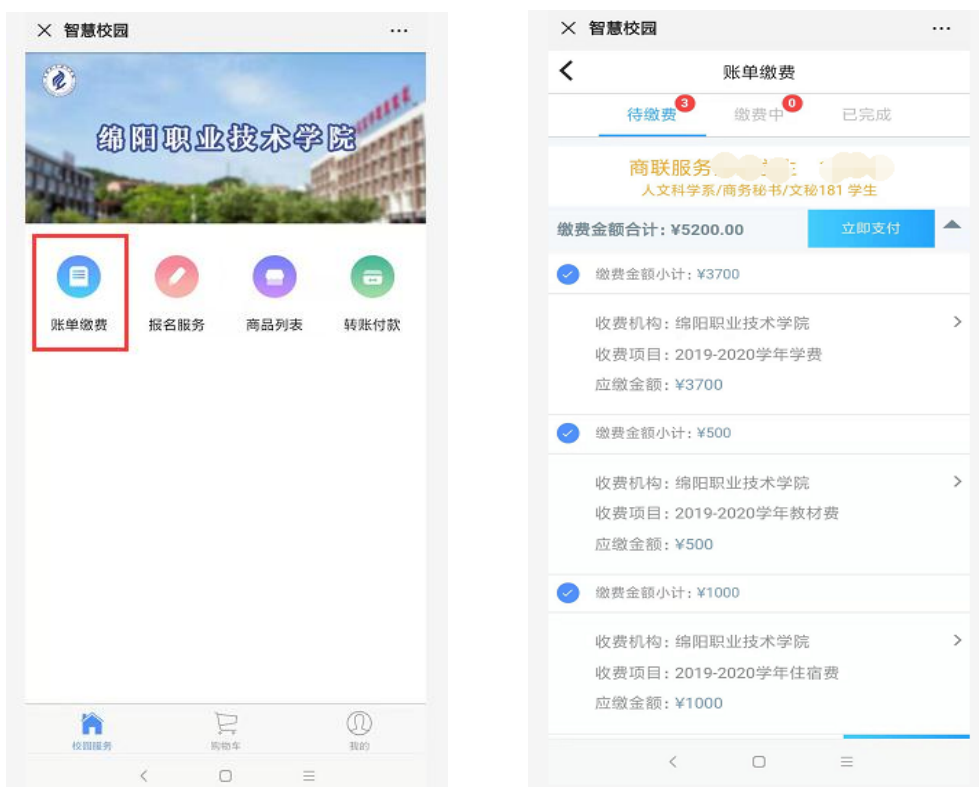 智慧校园
绵阳职业技术学院
账单缴费
报名服务
商品列表
转账付款
校园服务
购物车
我的
智慧校园
账单缴费
待缴费 3
缴费中 0
已完成
商联服务
人文科学系/商务秘书/文秘181 学生
缴费金额合计：¥5200.00
立即支付
缴费金额小计：¥3700
收费机构：绵阳职业技术学院
收费项目：2019-2020学年学费
应缴金额：¥3700
缴费金额小计：¥500
收费机构：绵阳职业技术学院
收费项目：2019-2020学年教材费
应缴金额：¥500
缴费金额小计：¥1000
收费机构：绵阳职业技术学院
收费项目：2019-2020学年住宿费
应缴金额：¥1000